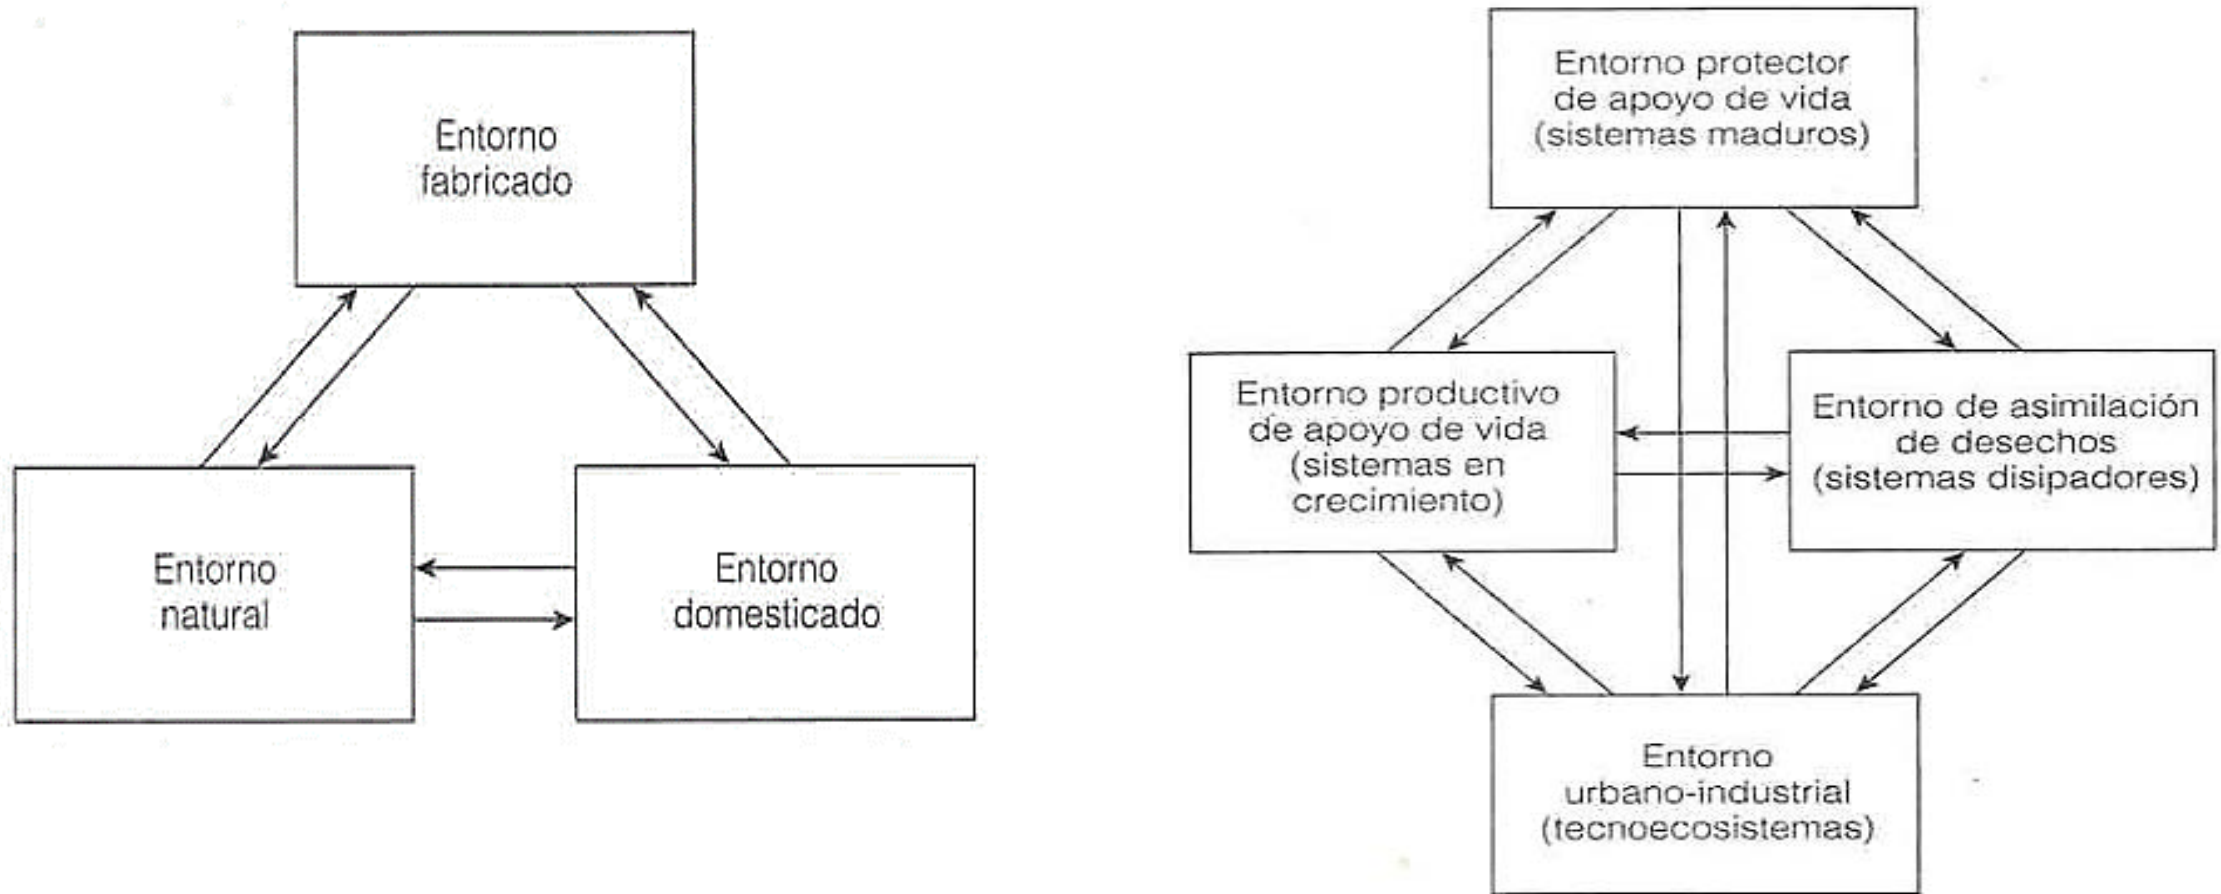 Entorno
fabricado
Entorno
natural
Entorno
domesticado
Entorno protector
de apoyo de vida
(sistemas maduros)
Entorno productivo
de apoyo de vida
(sistemas en
crecimiento)
Entorno de asimilación
de desechos
(sistemas disipadores)
Entorno
urbano-industrial
(tecnoecosistemas)